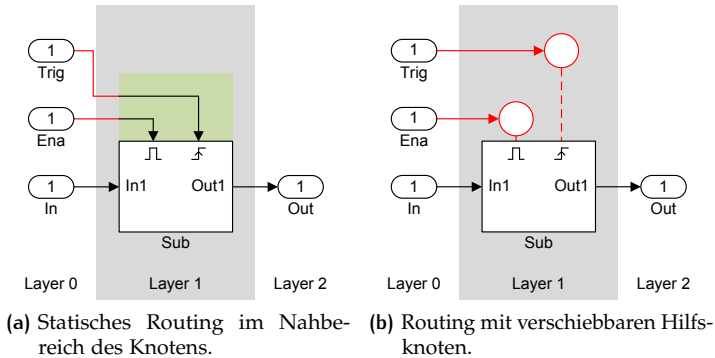 1
Trig
1
Ena
1
In
In1
Out1
Sub
1
Out
Layer 0
Layer 1
Layer 2
(a) Statisches Routing im Nahbe-
reich des Knotens.
1
Trig
1
Ena
1
In
In1
Out1
Sub
1
Out
Layer 0
Layer 1
Layer 2
(b) Routing mit verschiebbaren Hilfs-
knoten.